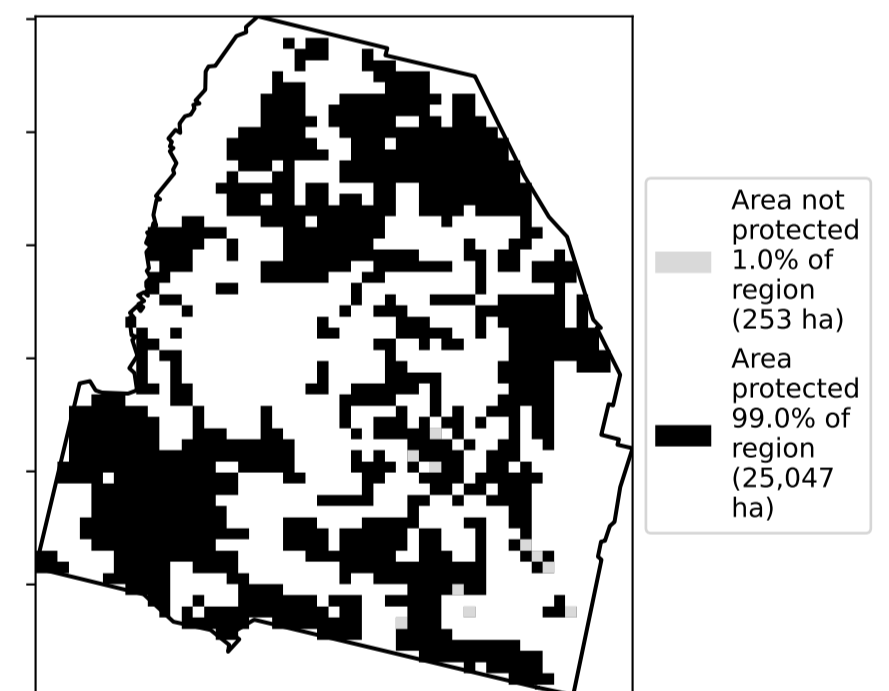 Area not
protected
1.0% of
region
(253 ha)
Area
protected
99.0% of
region
(25,047
ha)